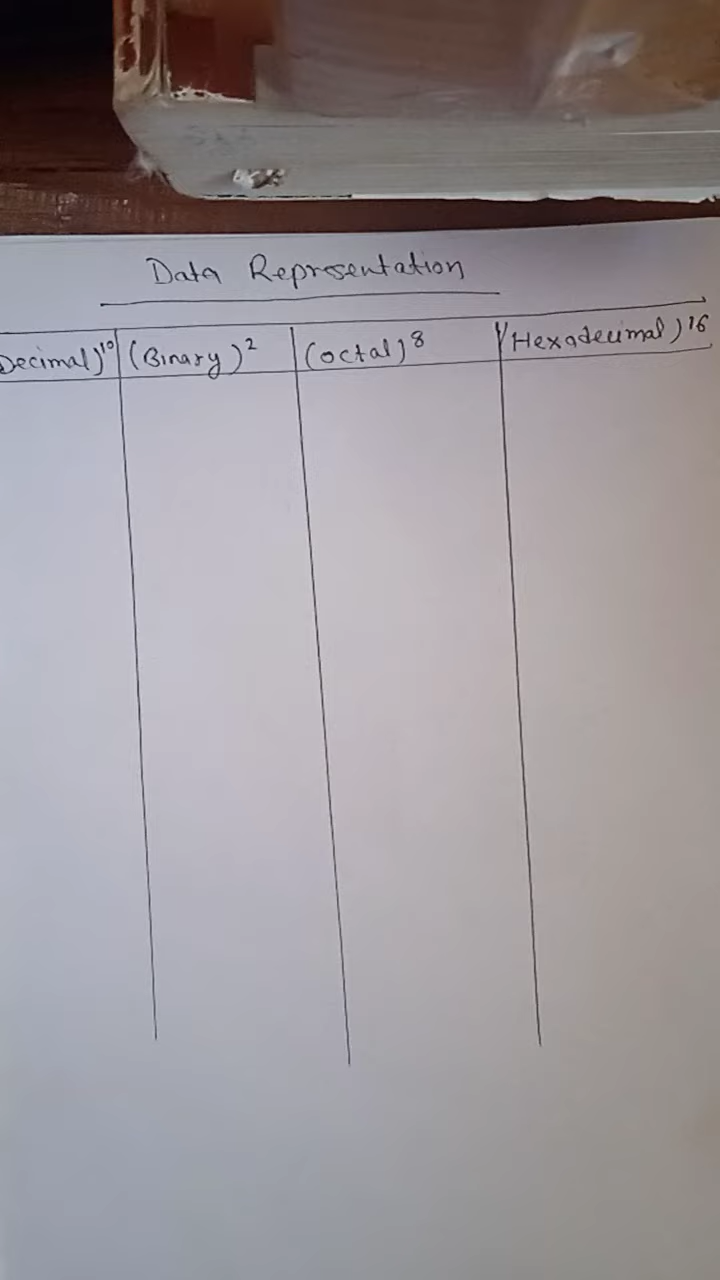 Data Representation
Decimal)¹⁰ (Binary)² (octal)⁸ (Hexadecimal)¹⁶